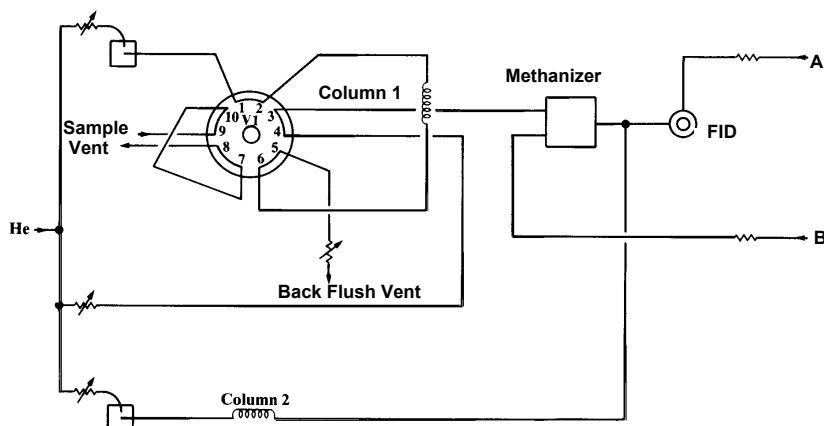 A
Methanizer
Column 1
1 2
10 V1 3
Sample
9 4
FID
Vent
8 5
7 6
He
B
Back Flush Vent
Column 2